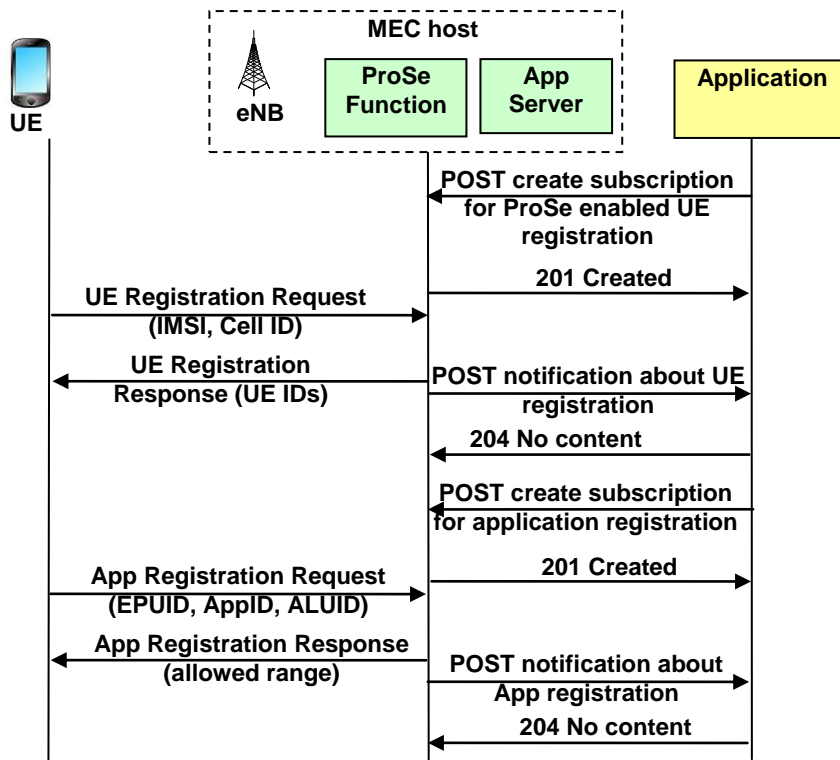 MEC host
UE
eNB
ProSe
Function
App
Server
Application
POST create subscription
for ProSe enabled UE
registration
201 Created
UE Registration Request
(IMSI, Cell ID)
UE Registration
Response (UE IDs)
POST notification about UE
registration
204 No content
POST create subscription
for application registration
201 Created
App Registration Request
(EPUID, AppID, ALUID)
App Registration Response
(allowed range)
POST notification about
App registration
204 No content